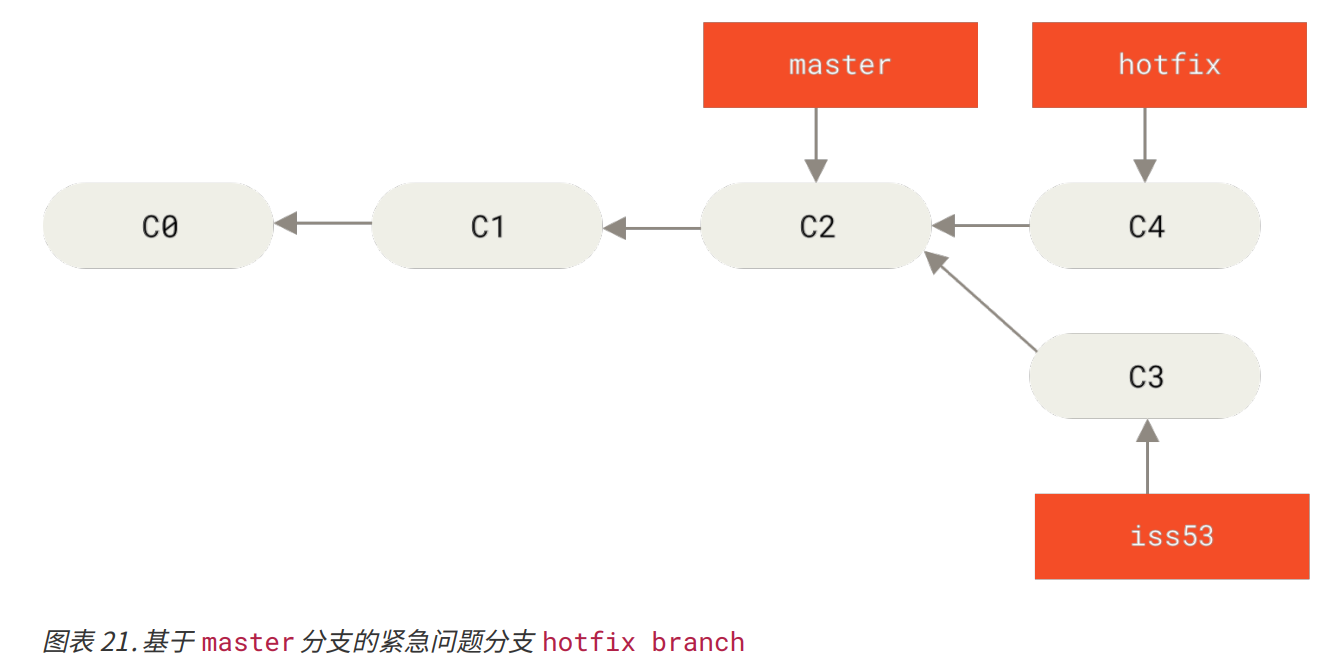 master
hotfix
C0
C1
C2
C4
C3
iss53
图表 21. 基于 master 分支的紧急问题分支 hotfix branch